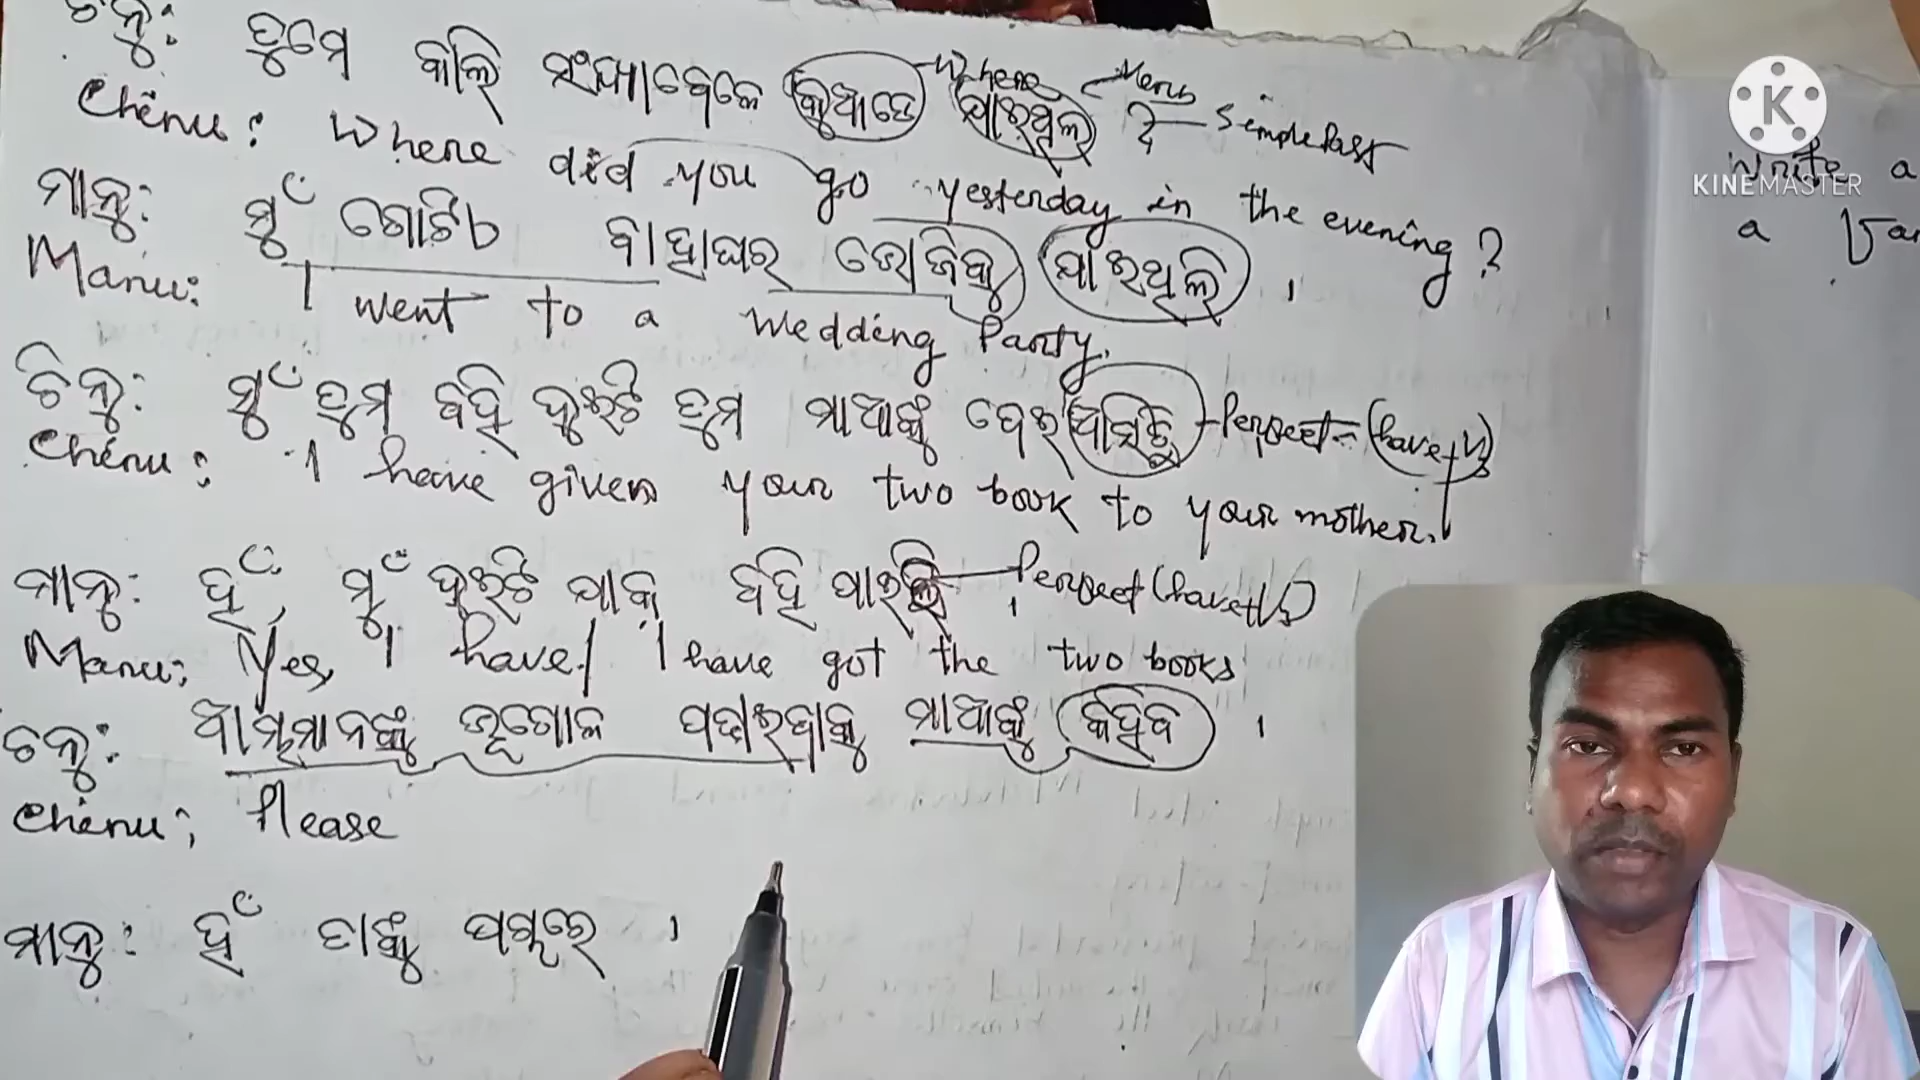 ଚିନୁ: ତୁମେ କାଲି ସଂଧ୍ୟାବେଳେ କୁଆଡେ ଯାଇଥିଲ ?
Where
Simple Past
Chinu: Where did you go yesterday in the evening ?
ମାନୁ: ମୁଁ ଗୋଟିଏ ବାହାଘର ଭୋଜିକୁ ଯାଇଥିଲି ।
Manu: I went to a wedding Party.
ଚିନୁ: ମୁଁ ତୁମ ବହି ଦୁଇଟି ତୁମ ମାଆଙ୍କୁ ଦେଇ ଆସିଛି - Perfect = (have + V3)
Chinu: I have given your two book to your mother.
ମାନୁ: ହଁ, ମୁଁ ଦୁଇଟି ଯାକ ବହି ପାଇଛି । Perfect (have + V3)
Manu: Yes, I have. I have got the two books
ଚିନୁ: ଆମ୍ଭମାନଙ୍କୁ ଭୂଗୋଳ ପଢାଇବାକୁ ମାଆଙ୍କୁ କହିବ ।
Chinu: Please
ମାନୁ: ହଁ ତାଙ୍କୁ ପଚାରେ ।
Write a
a
KINEMASTER